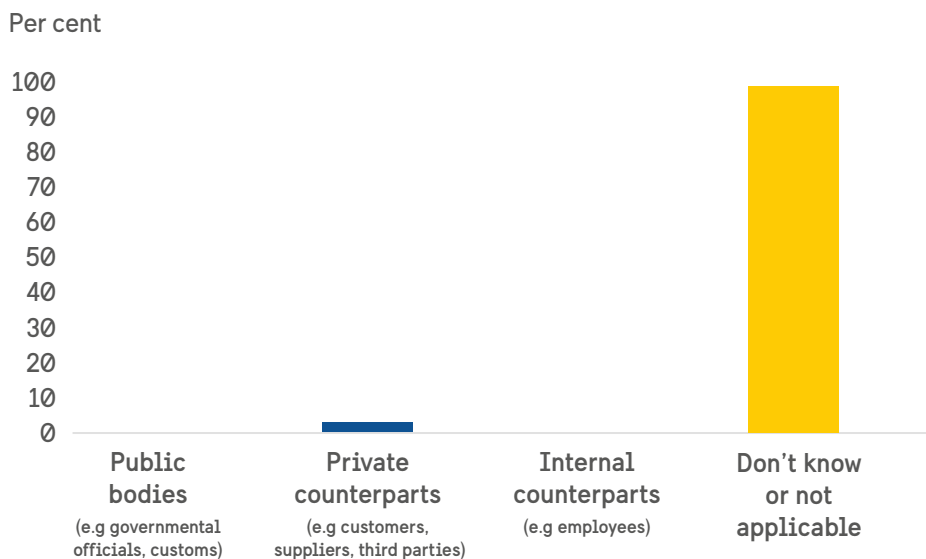 Per cent
100
90
80
70
60
50
40
30
20
10
0
Public
bodies
(e.g governmental
officials, customs)
Private
counterparts
(e.g customers,
suppliers, third parties)
Internal
counterparts
(e.g employees)
Don't know
or not
applicable